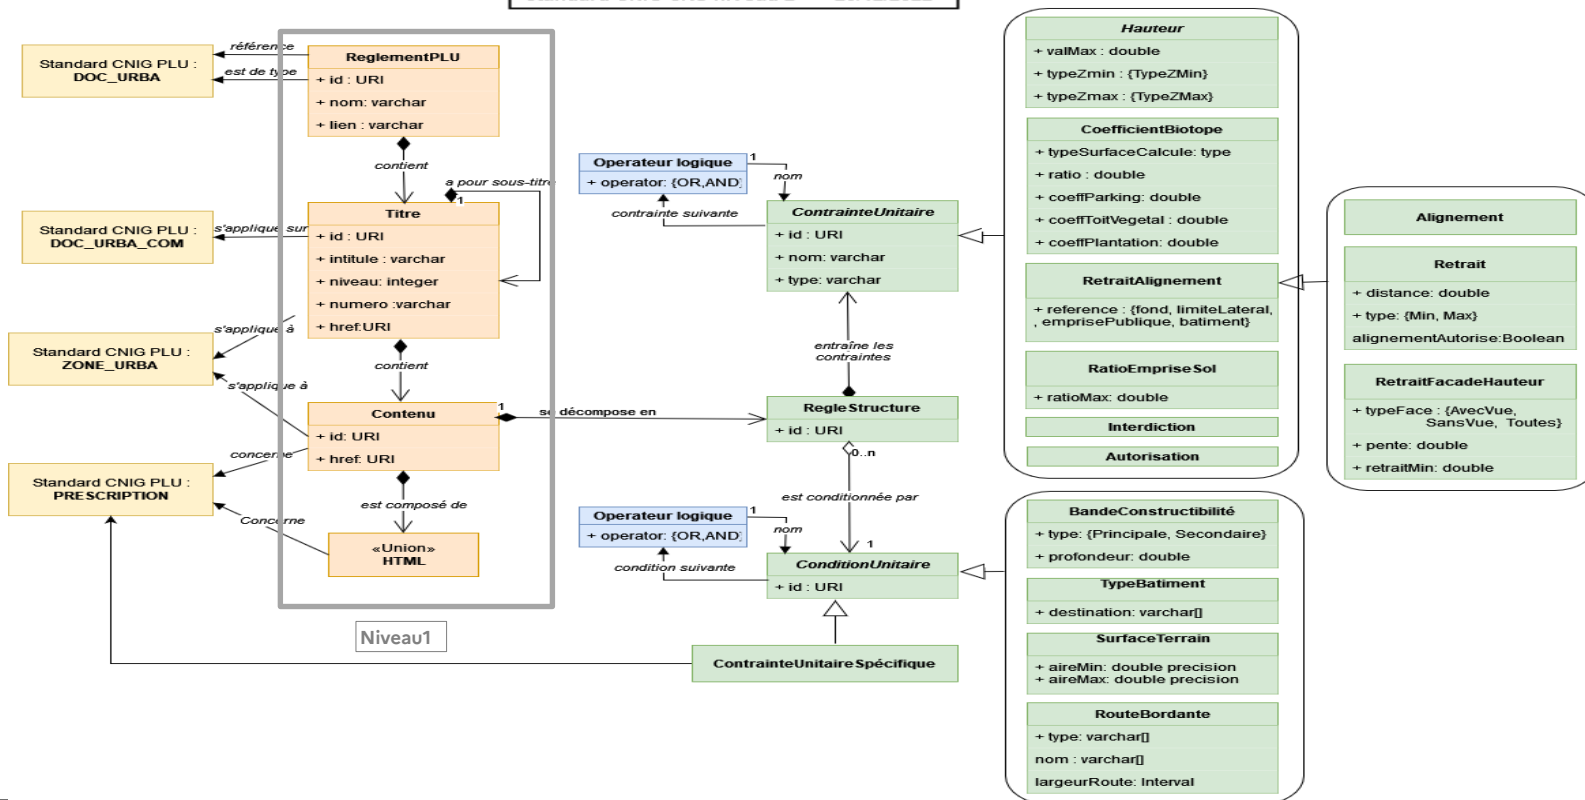 référence
est de type
Standard CNIG PLU :
DOC_URBA
ReglementPLU
+ id : URI
+ nom: varchar
+ lien : varchar
contient
a pour sous-titre
1
Titre
+ id : URI
+ intitule : varchar
+ niveau: integer
+ numero :varchar
+ href:URI
s'applique sur
Standard CNIG PLU :
DOC_URBA_COM
s'applique à
Standard CNIG PLU :
ZONE_URBA
s'applique à
contient
Contenu
+ id: URI
+ href: URI
1
se décompose en
concerne
Standard CNIG PLU :
PRESCRIPTION
Concerne
est composé de
«Union»
HTML
Niveau1
Operateur logique
+ operator: {OR,AND}
1
nom
contrainte suivante
ContrainteUnitaire
+ id : URI
+ nom: varchar
+ type: varchar
entraîne les
contraintes
RegleStructure
+ id : URI
0..n
est conditionnée par
1
Operateur logique
+ operator: {OR,AND}
1
nom
condition suivante
ConditionUnitaire
+ id : URI
ContrainteUnitaireSpécifique
Hauteur
+ valMax : double
+ typeZmin : {TypeZMin}
+ typeZmax : {TypeZMax}
CoefficientBiotope
+ typeSurfaceCalcule: type
+ ratio : double
+ coeffParking: double
+ coeffToitVegetal : double
+ coeffPlantation: double
RetraitAlignement
+ reference : {fond, limiteLateral,
, emprisePublique, batiment}
RatioEmpriseSol
+ ratioMax: double
Interdiction
Autorisation
Alignement
Retrait
+ distance: double
+ type: {Min, Max}
alignementAutorise:Boolean
RetraitFacadeHauteur
+ typeFace : {AvecVue,
SansVue, Toutes}
+ pente: double
+ retraitMin: double
BandeConstructibilité
+ type: {Principale, Secondaire}
+ profondeur: double
TypeBatiment
+ destination: varchar[]
SurfaceTerrain
+ aireMin: double precision
+ aireMax: double precision
RouteBordante
+ type: varchar[]
nom : varchar[]
largeurRoute: Interval